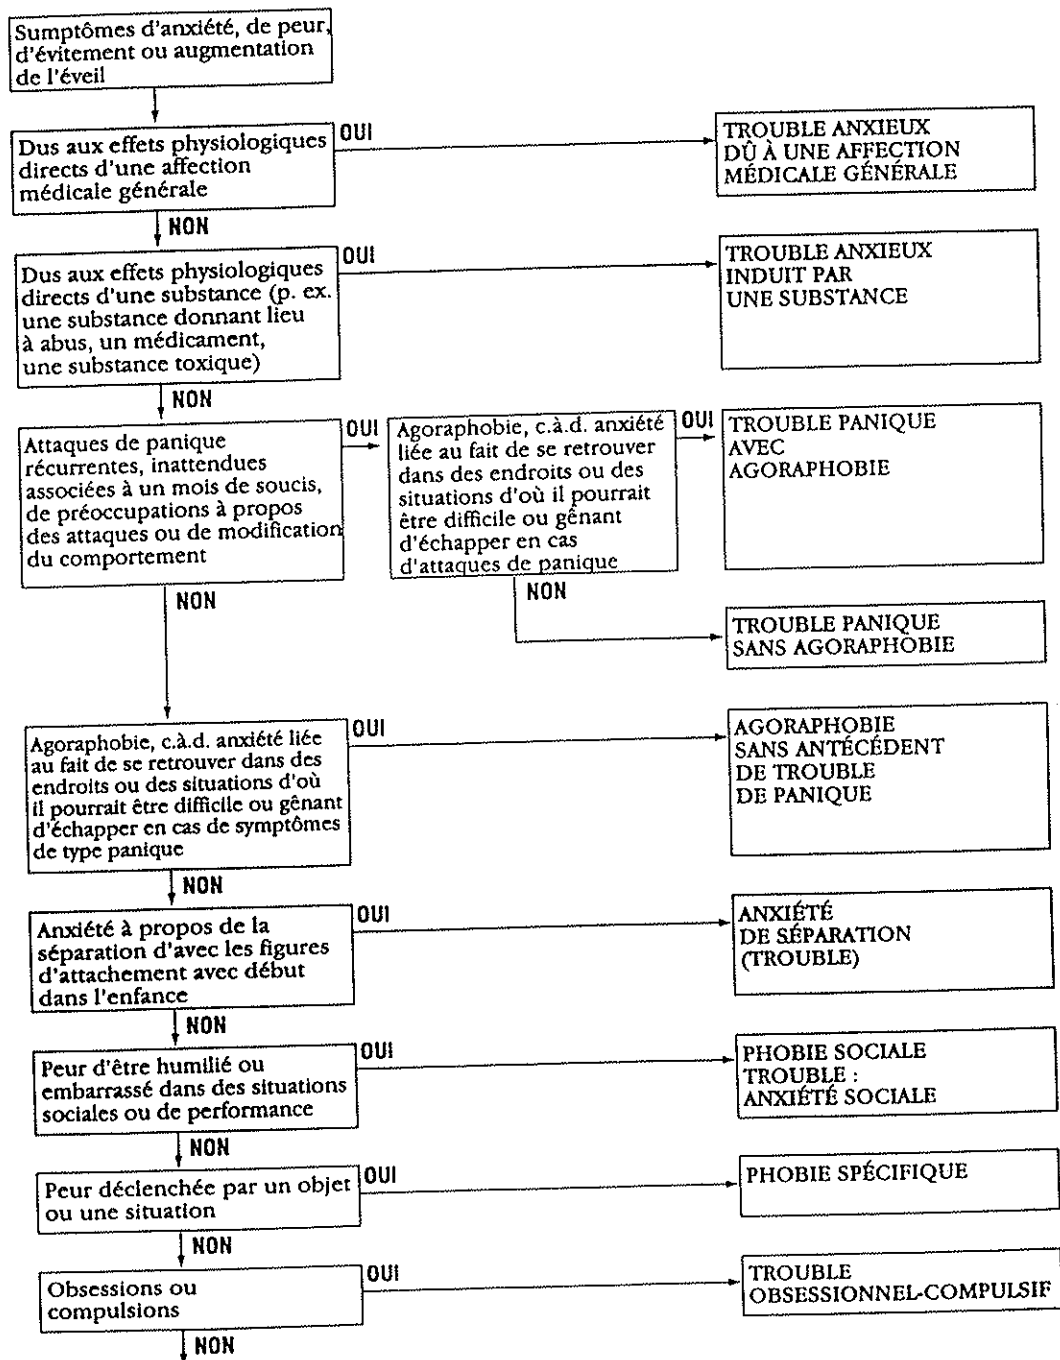 Sumptômes d'anxiété, de peur,
d'évitement ou augmentation
de l'éveil
Dus aux effets physiologiques
directs d'une affection
médicale générale
OUI
TROUBLE ANXIEUX
DÛ À UNE AFFECTION
MÉDICALE GÉNÉRALE
NON
Dus aux effets physiologiques
directs d'une substance (p. ex.
une substance donnant lieu
à abus, un médicament,
une substance toxique)
OUI
TROUBLE ANXIEUX
INDUIT PAR
UNE SUBSTANCE
NON
Attaques de panique
récurrentes, inattendues
associées à un mois de soucis,
de préoccupations à propos
des attaques ou de modification
du comportement
OUI
Agoraphobie, c.à.d. anxiété
liée au fait de se retrouver
dans des endroits ou des
situations d'où il pourrait
être difficile ou gênant
d'échapper en cas
d'attaques de panique
OUI
TROUBLE PANIQUE
AVEC
AGORAPHOBIE
NON
TROUBLE PANIQUE
SANS AGORAPHOBIE
NON
Agoraphobie, c.à.d. anxiété liée
au fait de se retrouver dans des
endroits ou des situations d'où
il pourrait être difficile ou gênant
d'échapper en cas de symptômes
de type panique
OUI
AGORAPHOBIE
SANS ANTÉCÉDENT
DE TROUBLE
DE PANIQUE
NON
Anxiété à propos de la
séparation d'avec les figures
d'attachement avec début
dans l'enfance
OUI
ANXIÉTÉ
DE SÉPARATION
(TROUBLE)
NON
Peur d'être humilié ou
embarrassé dans des situations
sociales ou de performance
OUI
PHOBIE SOCIALE
TROUBLE :
ANXIÉTÉ SOCIALE
NON
Peur déclenchée par un objet
ou une situation
OUI
PHOBIE SPÉCIFIQUE
NON
Obsessions ou
compulsions
OUI
TROUBLE
OBSESSIONNEL-COMPULSIF
NON